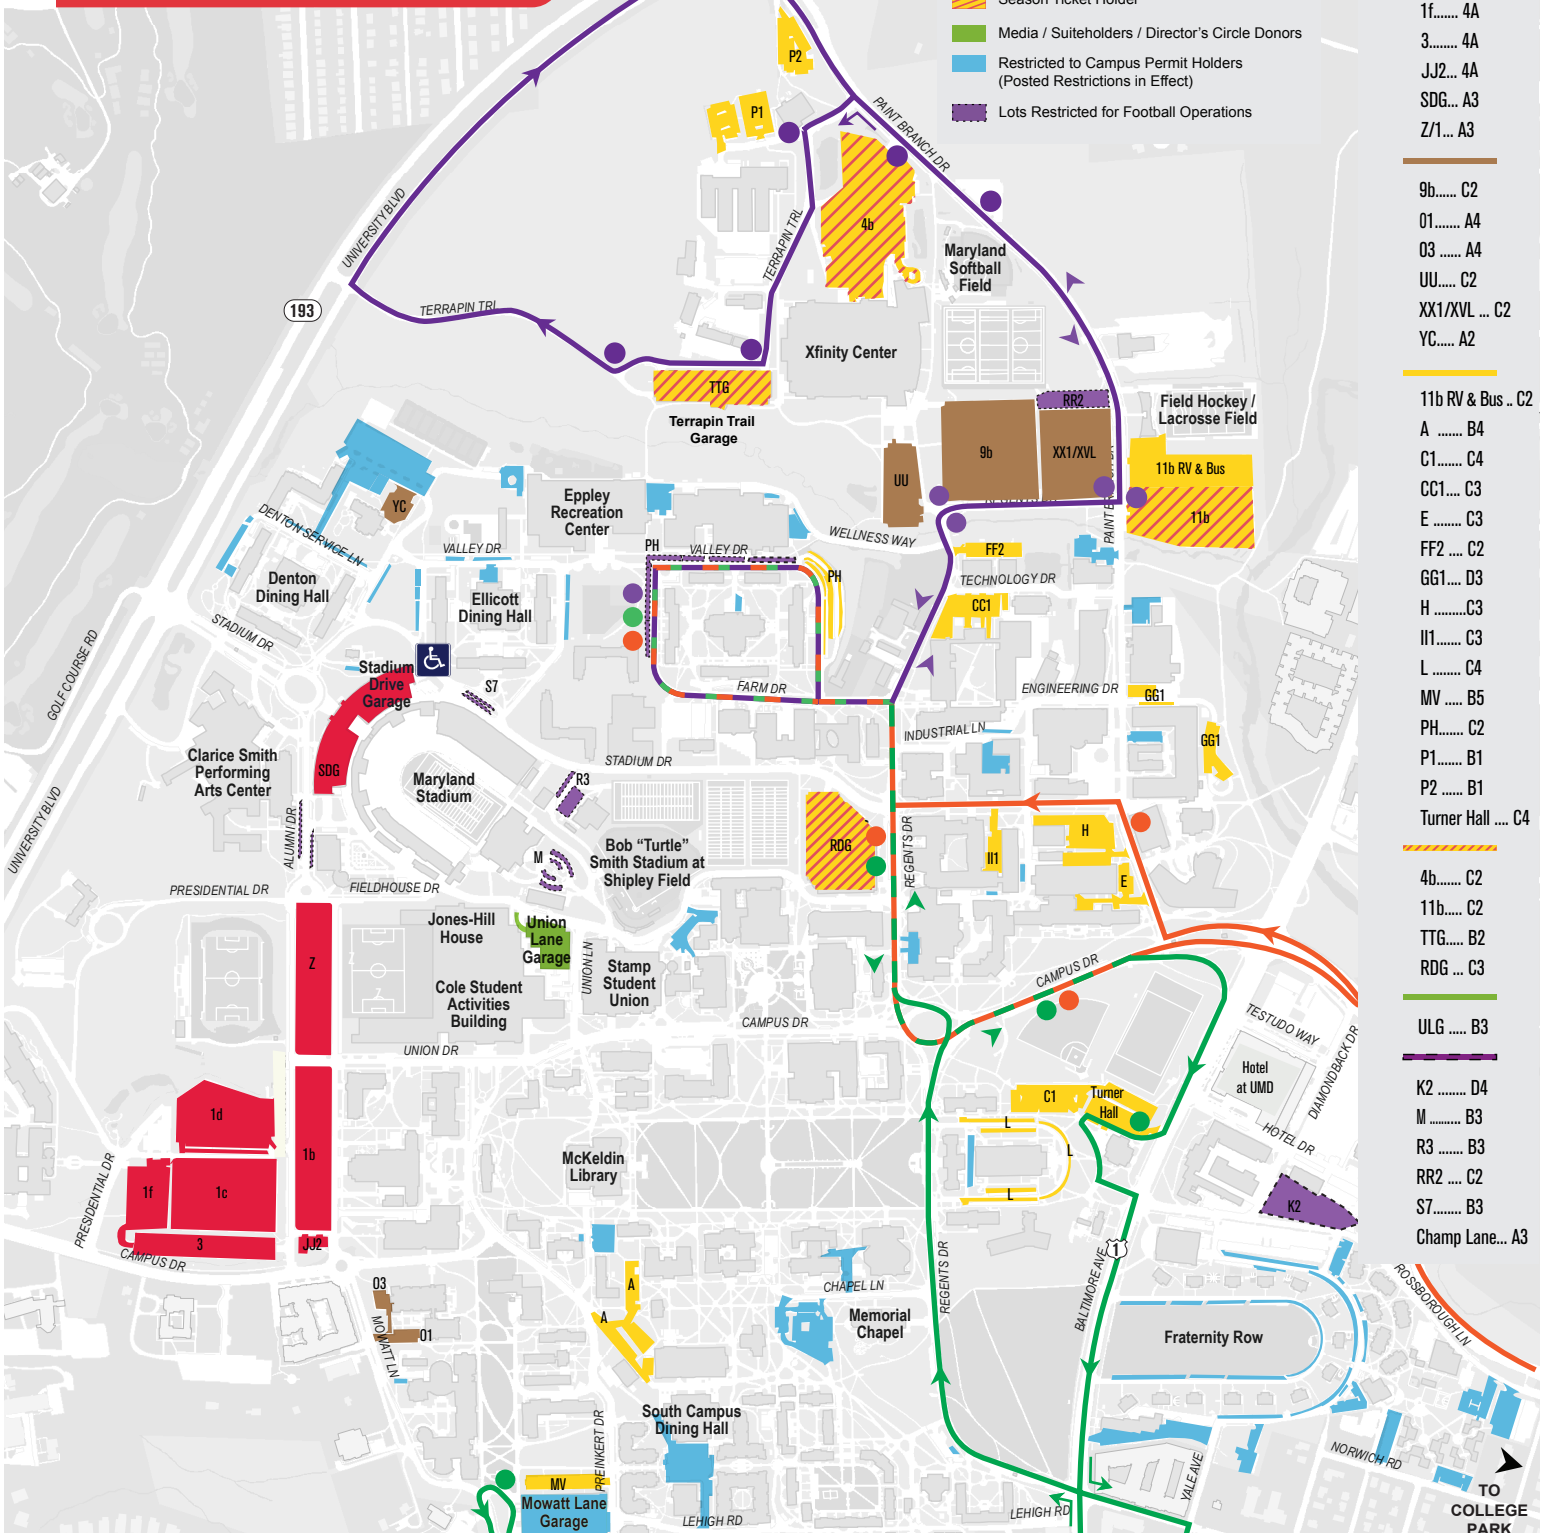 Season Ticket Holder
Media / Suiteholders / Director's Circle Donors
Restricted to Campus Permit Holders
(Posted Restrictions in Effect)
Lots Restricted for Football Operations
1f....... 4A
3........ 4A
JJ2... 4A
SDG... A3
Z/1... A3
9b...... C2
01....... A4
03 ...... A4
UU..... C2
XX1/XVL ... C2
YC..... A2
11b RV & Bus .. C2
A ....... B4
C1....... C4
CC1.... C3
E ........ C3
FF2 .... C2
GG1.... D3
H ........C3
II1....... C3
L ........ C4
MV ..... B5
PH....... C2
P1....... B1
P2 ...... B1
Turner Hall .... C4
4b....... C2
11b..... C2
TTG..... B2
RDG ... C3
ULG ..... B3
K2 ........ D4
M .......... B3
R3 ....... B3
RR2 .... C2
S7........ B3
Champ Lane... A3
P2
P1
PAINT BRANCH DR
UNIVERSITY BLVD
TERRAPIN TRL
4b
Maryland
Softball
Field
193
TERRAPIN TRL
Xfinity Center
TTG
Terrapin Trail
Garage
RR2
Field Hockey /
Lacrosse Field
9b
XX1/XVL
UU
11b RV & Bus
11b
YC
Eppley
Recreation
Center
DENTON SERVICE LN
VALLEY DR
PH
VALLEY DR
WELLNESS WAY
FF2
PH
TECHNOLOGY DR
CC1
Denton
Dining Hall
Ellicott
Dining Hall
STADIUM DR
GOLF COURSE RD
Stadium
Drive
Garage
S7
FARM DR
ENGINEERING DR
GG1
INDUSTRIAL LN
GG1
Clarice Smith
Performing
Arts Center
SDG
Maryland
Stadium
R3
STADIUM DR
UNIVERSITY BLVD
ALUMNI DR
M
Bob “Turtle”
Smith Stadium at
Shipley Field
RDG
REGENTS DR
II1
H
E
PRESIDENTIAL DR
FIELDHOUSE DR
Jones-Hill
House
Union
Lane
Garage
UNION LN
Stamp
Student
Union
Z
Cole Student
Activities
Building
CAMPUS DR
CAMPUS DR
UNION DR
TESTUDO WAY
DIAMONDBACK DR
Hotel
at UMD
HOTEL DR
1d
1b
C1
Turner
Hall
L
L
L
McKeldin
Library
1f
1c
3
JJ2
PRESIDENTIAL DR
CAMPUS DR
K2
1
BALTIMORE AVE
REGENTS DR
ROSSBOROUGH LN
03
01
MOWATT LN
A
A
CHAPEL LN
Memorial
Chapel
Fraternity Row
South Campus
Dining Hall
PREINKERT DR
MV
Mowatt Lane
Garage
LEHIGH RD
LEHIGH RD
YALE AVE
NORWICH RD
TO
COLLEGE
PARK